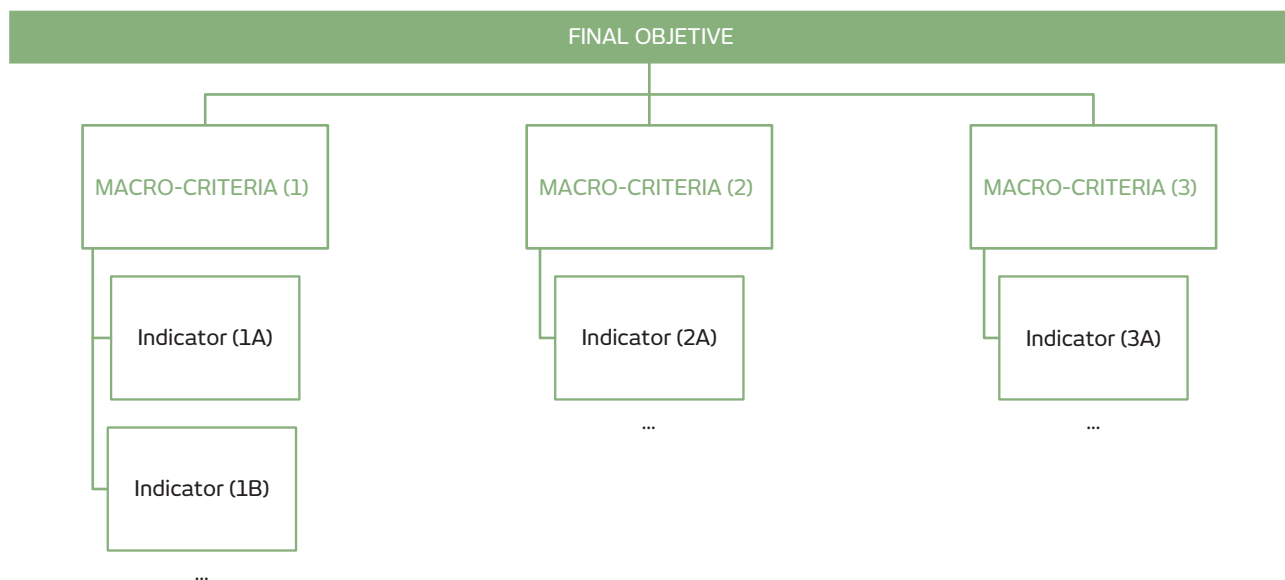 FINAL OBJETIVE
MACRO-CRITERIA (1)
MACRO-CRITERIA (2)
MACRO-CRITERIA (3)
Indicator (1A)
Indicator (2A)
Indicator (3A)
...
...
Indicator (1B)
...